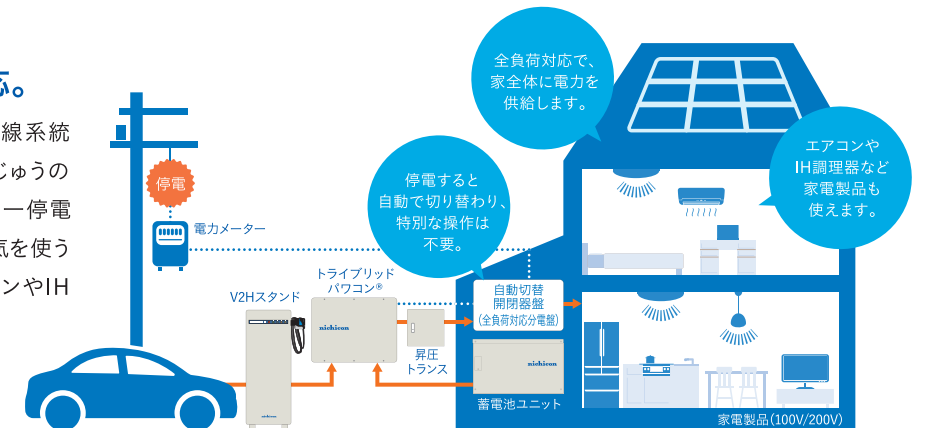 応。
線系統
じゅうの
一停電
気を使う
ンやIH
停電
電力メーター
全負荷対応で、
家全体に電力を
供給します。
エアコンや
IH調理器など
家電製品も
使えます。
停電すると
自動で切り替わり、
特別な操作は
不要。
V2Hスタンド
トライブリッド
パワコン®
nichicon
昇圧
トランス
自動切替
開閉器盤
(全負荷対応分電盤)
nichicon
蓄電池ユニット
nichicon
家電製品(100V/200V)